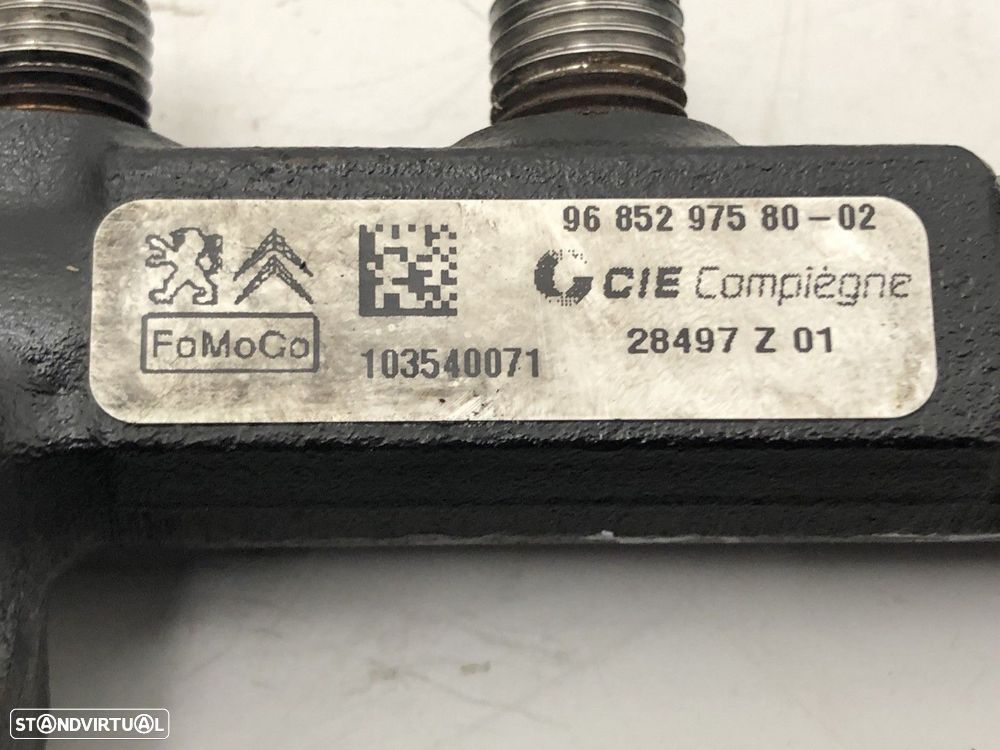 96 852 975 80-02
CIE Compiègne
FoMoCo
103540071
28497 Z 01
STANDVIRTUAL